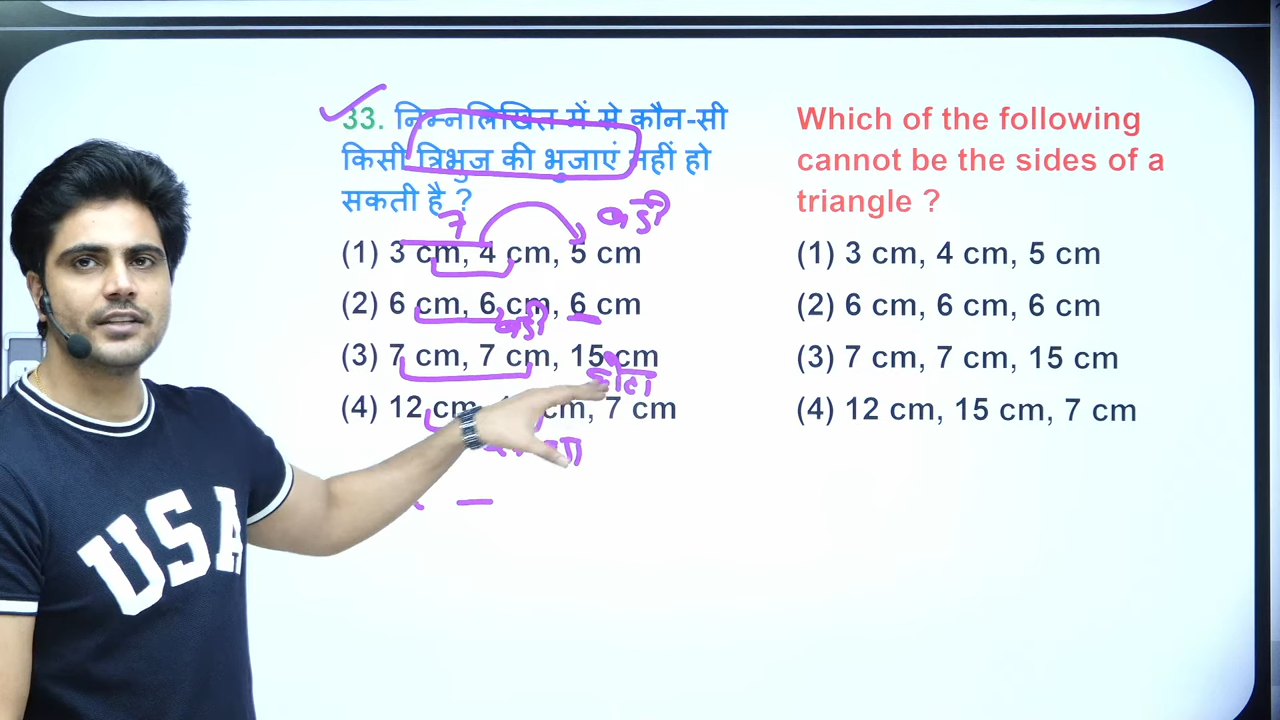 33. निम्नलिखित में से कौन-सी
किसी त्रिभुज की भुजाएं नहीं हो
सकती है ?
7
बड़ी
(1) 3 cm, 4 cm, 5 cm
(2) 6 cm, 6 cm, 6 cm
बड़ी
(3) 7 cm, 7 cm, 15 cm
(4) 12 cm, cm, 7 cm
Which of the following
cannot be the sides of a
triangle ?
(1) 3 cm, 4 cm, 5 cm
(2) 6 cm, 6 cm, 6 cm
(3) 7 cm, 7 cm, 15 cm
(4) 12 cm, 15 cm, 7 cm
USA